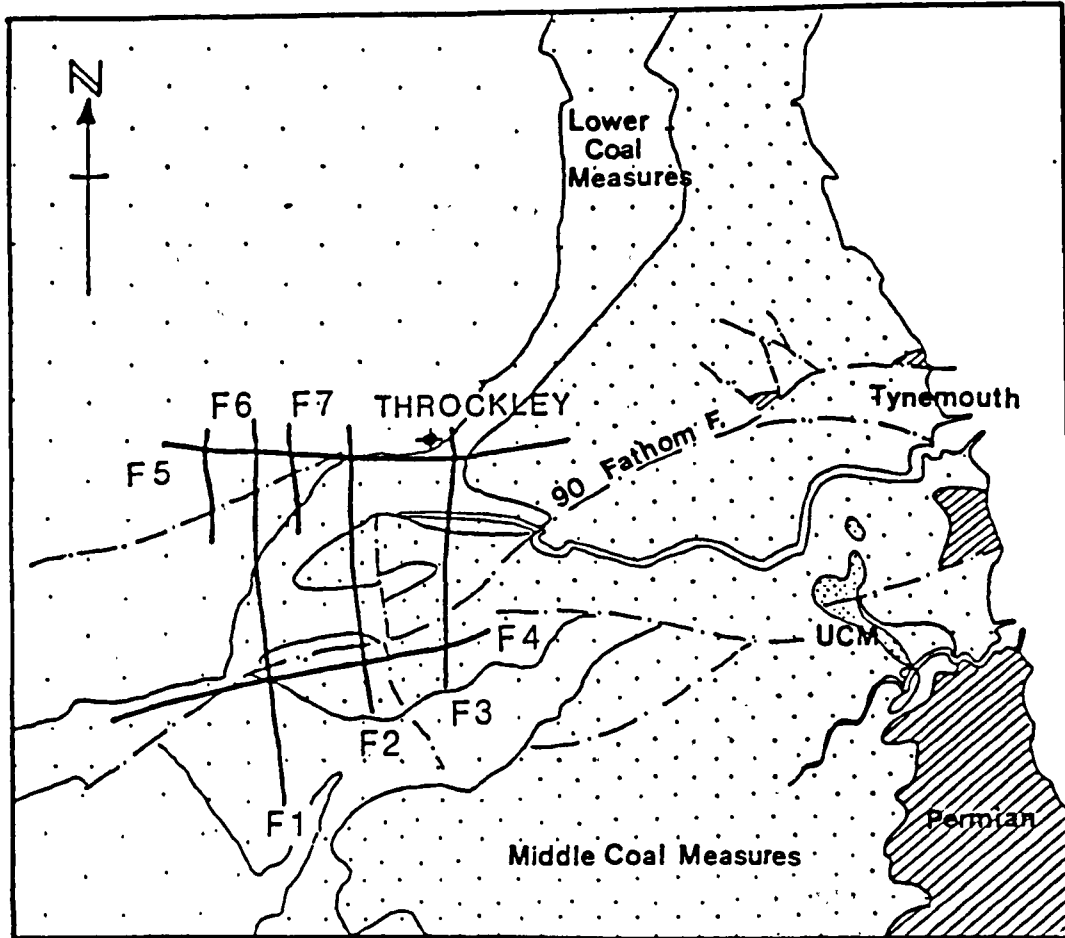 N
Lower
Coal
Measures
Tynemouth
F6
F7
THROCKLEY
F5
90 Fathom F.
F4
UCM
F3
F2
F1
Permian
Middle Coal Measures